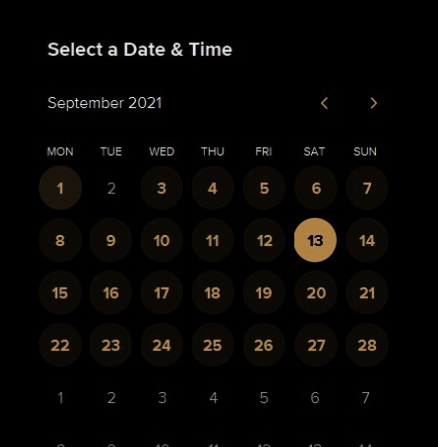 Select a Date & Time
September 2021
MON TUE WED THU FRI SAT SUN
1 2 3 4 5 6 7
8 9 10 11 12 13 14
15 16 17 18 19 20 21
22 23 24 25 26 27 28
1 2 3 4 5 6 7